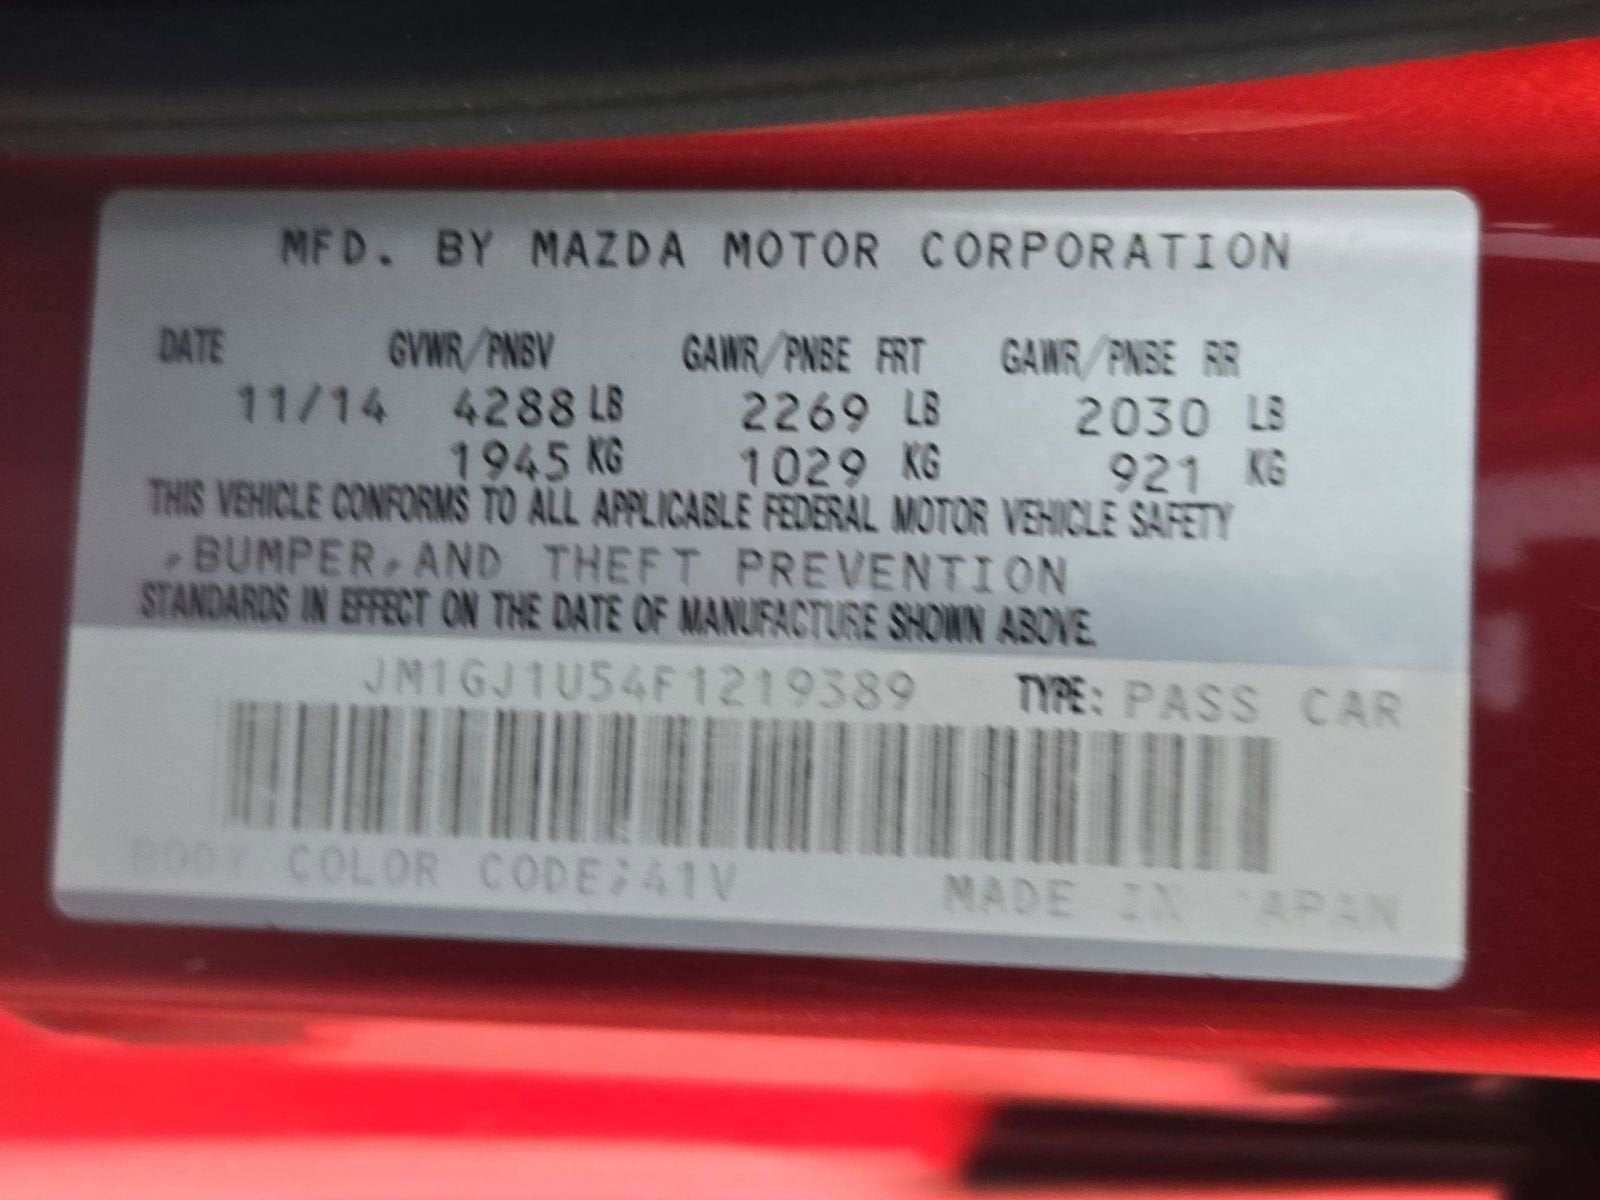 MFD. BY MAZDA MOTOR CORPORATION
DATE GVWR/PNBV GAWR/PNBE FRT GAWR/PNBE RR
11/14 4288 LB 2269 LB 2030 LB
1945 KG 1029 KG 921 KG
THIS VEHICLE CONFORMS TO ALL APPLICABLE FEDERAL MOTOR VEHICLE SAFETY
,BUMPER,AND THEFT PREVENTION
STANDARDS IN EFFECT ON THE DATE OF MANUFACTURE SHOWN ABOVE.
JM1GJ1U54F1219389 TYPE: PASS CAR
BODY COLOR CODE;41V MADE IN JAPAN